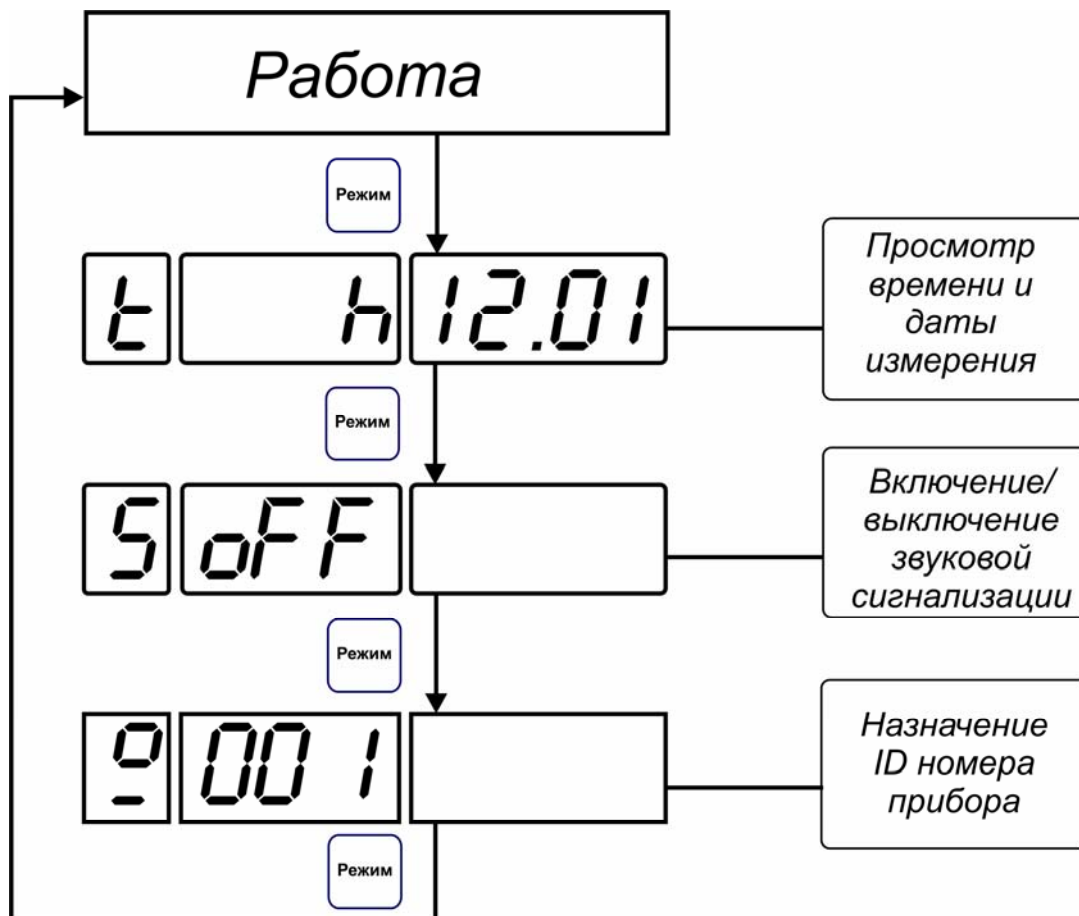 Работа
Режим
t h 12.01
Просмотр
времени и
даты
измерения
Режим
S oFF
Включение/
выключение
звуковой
сигнализации
Режим
º 001
Назначение
ID номера
прибора
Режим